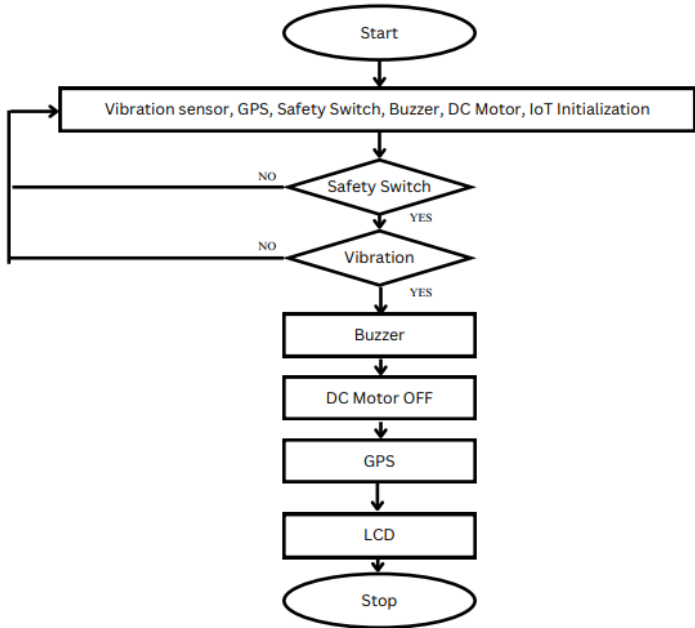 Start
Vibration sensor, GPS, Safety Switch, Buzzer, DC Motor, IoT Initialization
NO
Safety Switch
YES
NO
Vibration
YES
Buzzer
DC Motor OFF
GPS
LCD
Stop